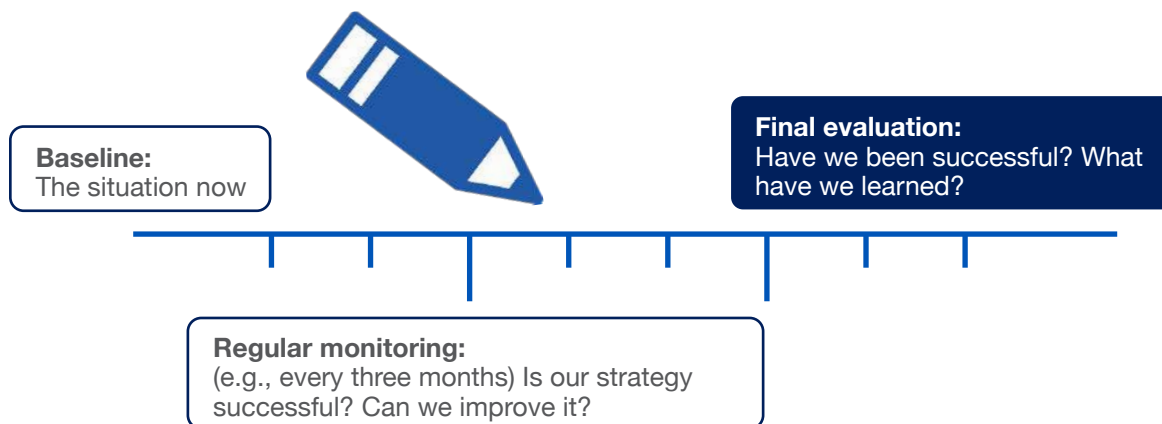 Baseline:
The situation now
Final evaluation:
Have we been successful? What
have we learned?
Regular monitoring:
(e.g., every three months) Is our strategy
successful? Can we improve it?